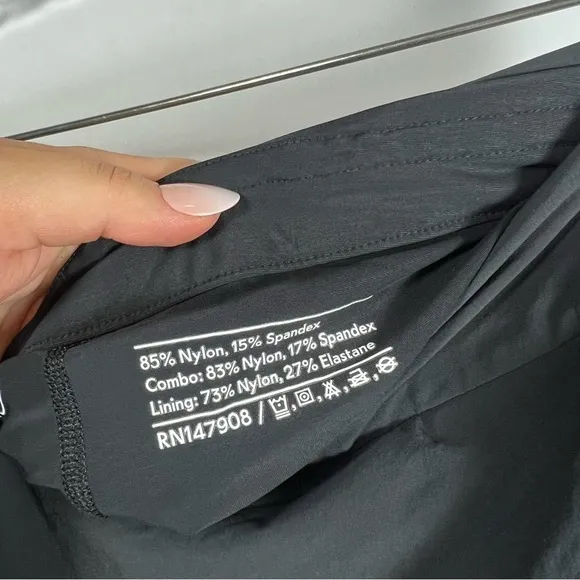 85% Nylon, 15% Spandex
Combo: 83% Nylon, 17% Spandex
Lining: 73% Nylon, 27% Elastane
RN147908 /